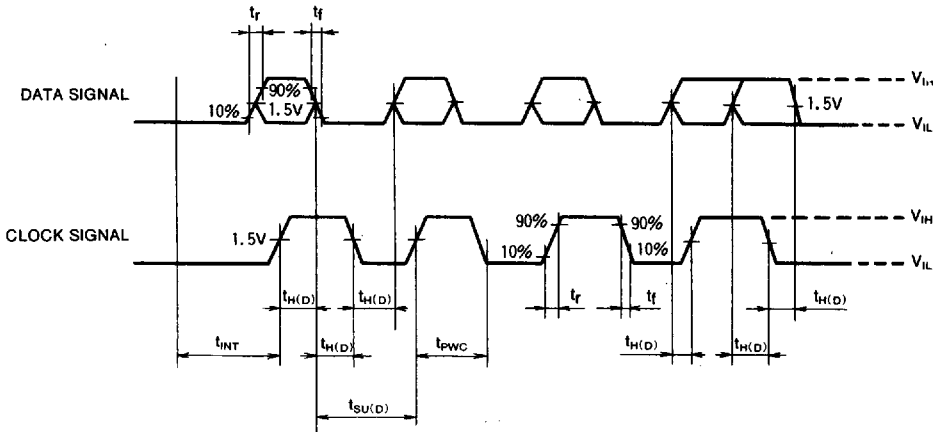 tr
tf
VIH
DATA SIGNAL
90%
10%
1.5V
1.5V
VIL
VIH
CLOCK SIGNAL
1.5V
90%
90%
10%
10%
VIL
tH(D)
tH(D)
tr
tf
tH(D)
tINT
tH(D)
tPWC
tH(D)
tH(D)
tSU(D)